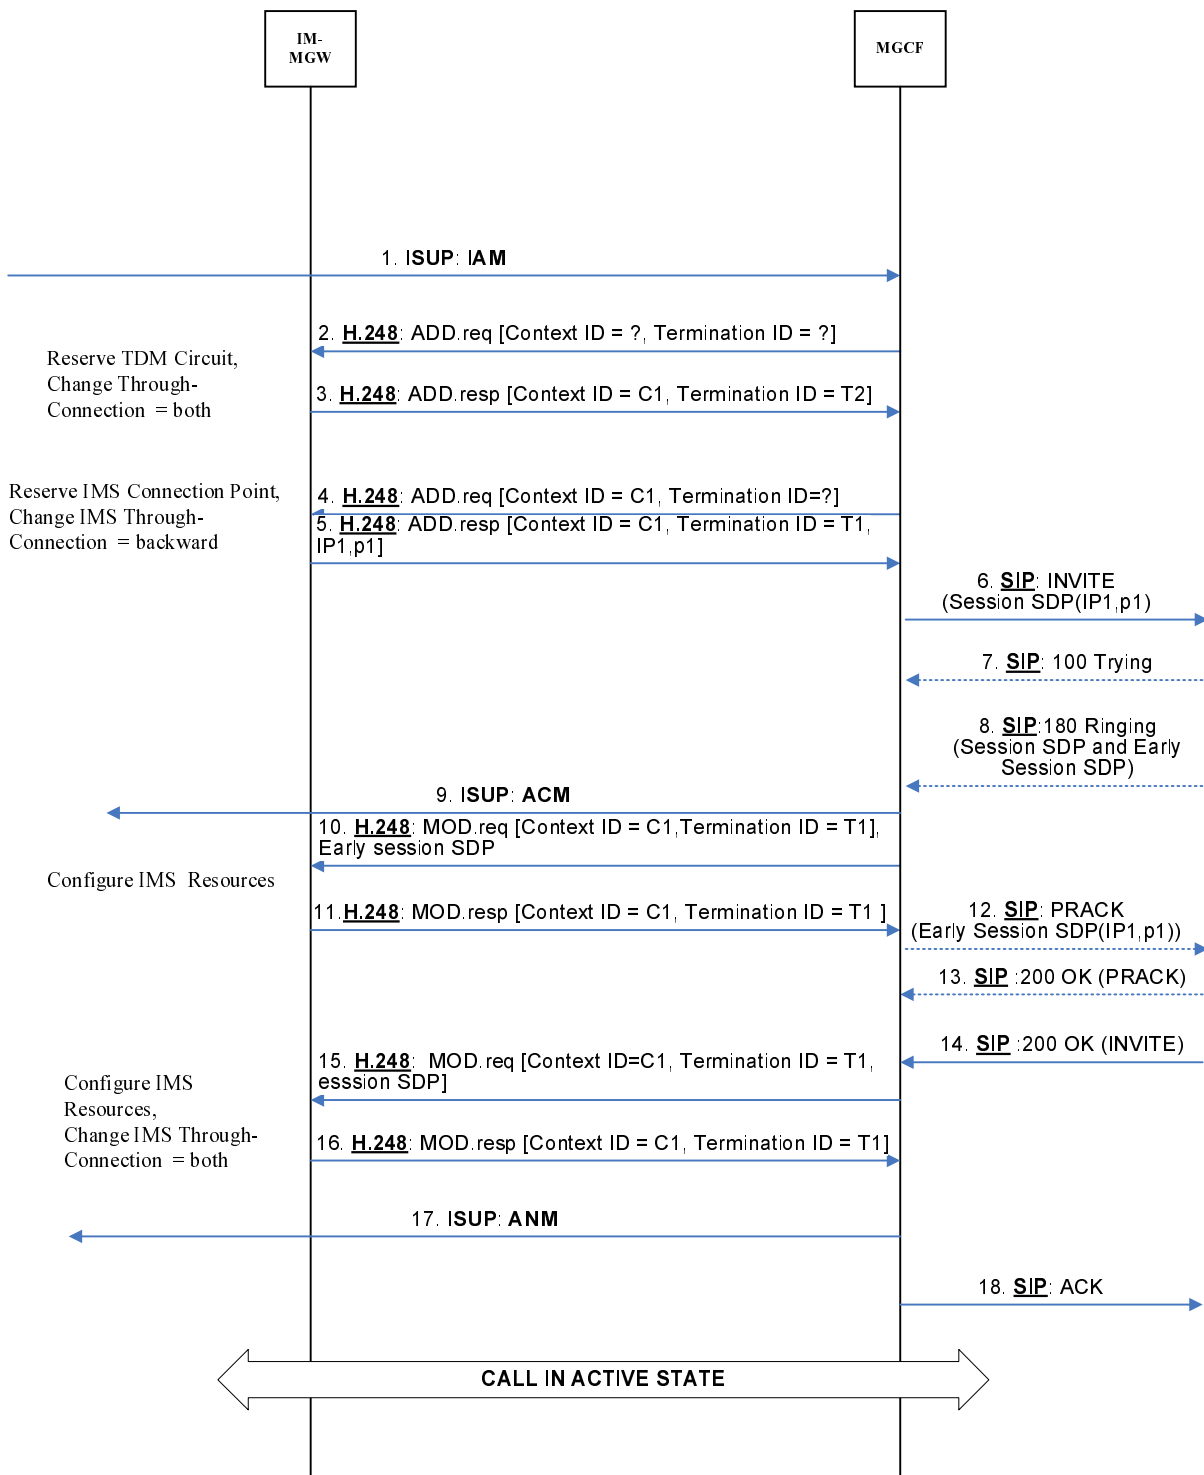 IM-
MGW
MGCF
1. ISUP: IAM
2. H.248: ADD.req [Context ID = ?, Termination ID = ?]
Reserve TDM Circuit,
Change Through-
Connection = both
3. H.248: ADD.resp [Context ID = C1, Termination ID = T2]
Reserve IMS Connection Point,
Change IMS Through-
Connection = backward
4. H.248: ADD.req [Context ID = C1, Termination ID=?]
5. H.248: ADD.resp [Context ID = C1, Termination ID = T1,
IP1,p1]
6. SIP: INVITE
(Session SDP(IP1,p1)
7. SIP: 100 Trying
8. SIP:180 Ringing
(Session SDP and Early
Session SDP)
9. ISUP: ACM
10. H.248: MOD.req [Context ID = C1,Termination ID = T1],
Early session SDP
Configure IMS Resources
11.H.248: MOD.resp [Context ID = C1, Termination ID = T1 ]
12. SIP: PRACK
(Early Session SDP(IP1,p1))
13. SIP :200 OK (PRACK)
14. SIP :200 OK (INVITE)
15. H.248: MOD.req [Context ID=C1, Termination ID = T1,
esssion SDP]
Configure IMS
Resources,
Change IMS Through-
Connection = both
16. H.248: MOD.resp [Context ID = C1, Termination ID = T1]
17. ISUP: ANM
18. SIP: ACK
CALL IN ACTIVE STATE